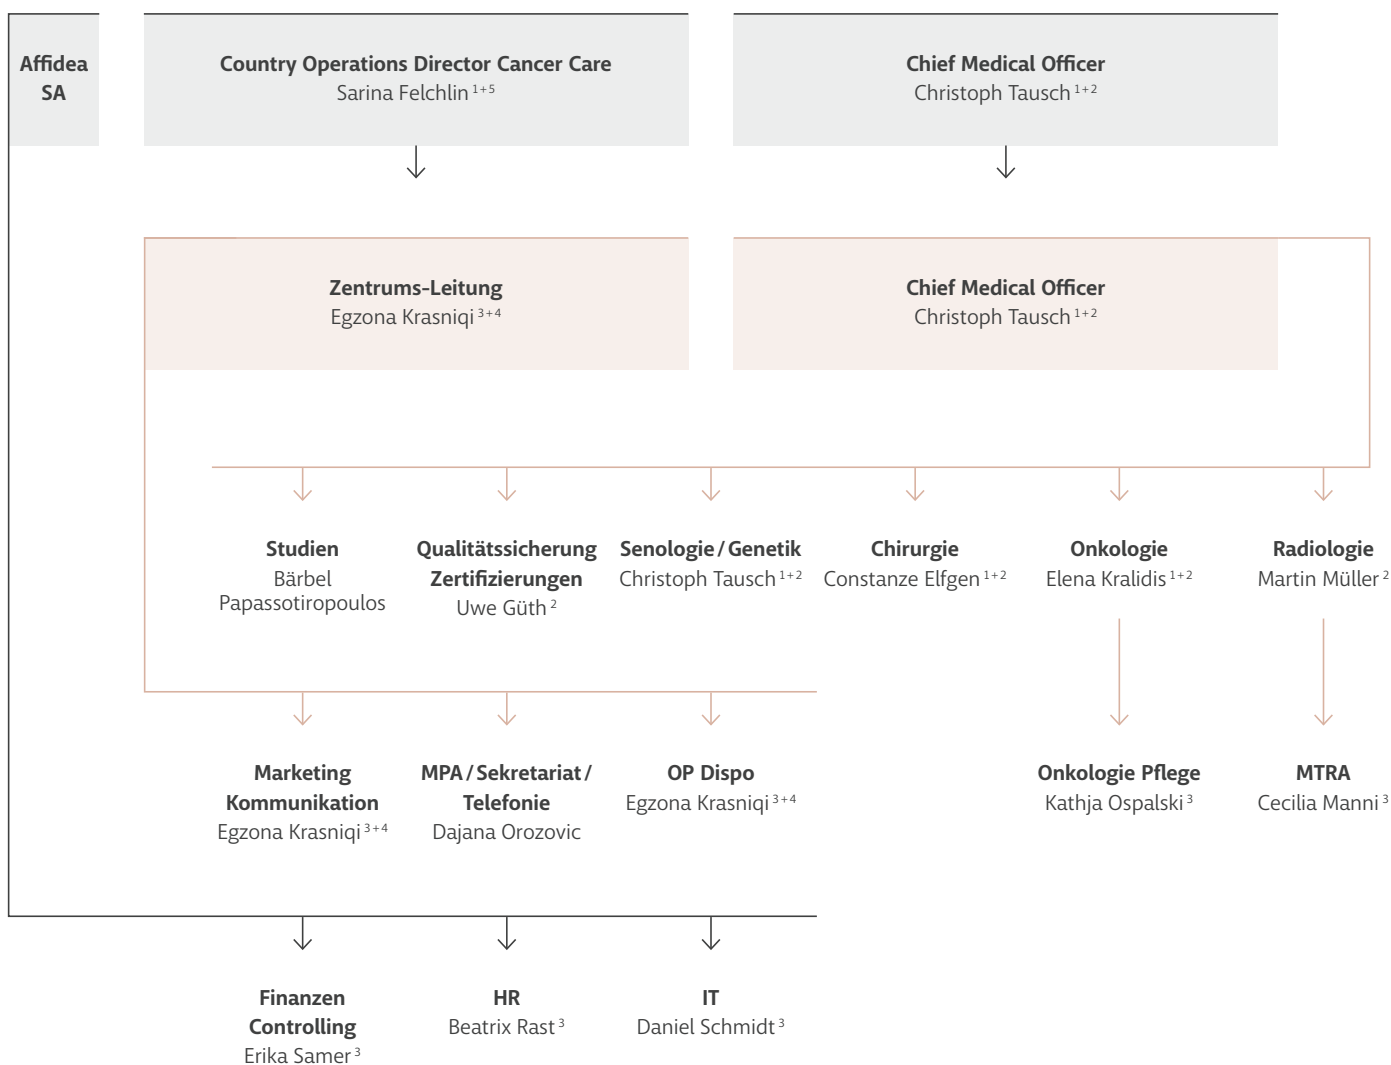 Affidea
SA
Country Operations Director Cancer Care
Sarina Felchlin 1+5
Chief Medical Officer
Christoph Tausch 1+2
Zentrums-Leitung
Egzona Krasniqi 3+4
Chief Medical Officer
Christoph Tausch 1+2
Studien
Bärbel
Papassotiropoulos
Qualitätssicherung
Zertifizierungen
Uwe Güth 2
Senologie / Genetik
Christoph Tausch 1+2
Chirurgie
Constanze Elfgen 1+2
Onkologie
Elena Kralidis 1+2
Radiologie
Martin Müller 2
Marketing
Kommunikation
Egzona Krasniqi 3+4
MPA / Sekretariat /
Telefonie
Dajana Orozovic
OP Dispo
Egzona Krasniqi 3+4
Onkologie Pflege
Kathja Ospalski 3
MTRA
Cecilia Manni 3
Finanzen
Controlling
Erika Samer 3
HR
Beatrix Rast 3
IT
Daniel Schmidt 3